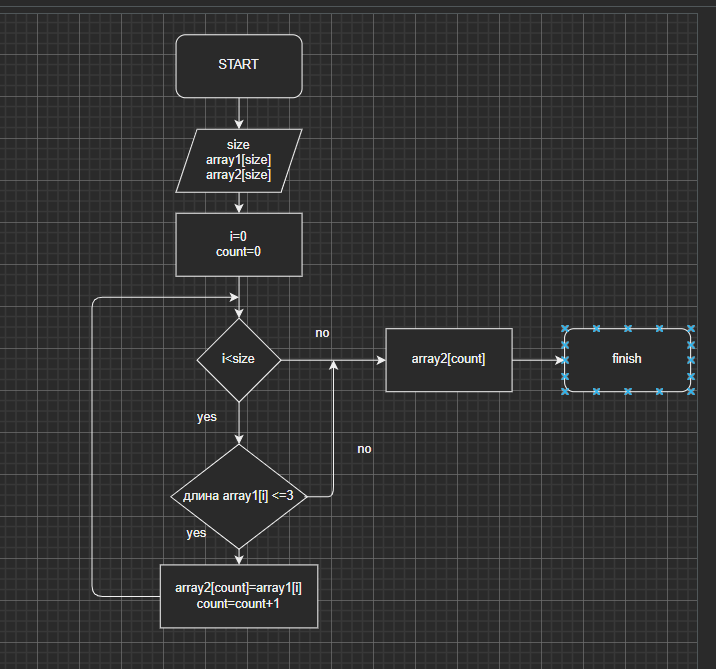 START
size
array1[size]
array2[size]
i=0
count=0
no
i<size
array2[count]
finish
yes
no
длина array1[i] <=3
yes
array2[count]=array1[i]
count=count+1